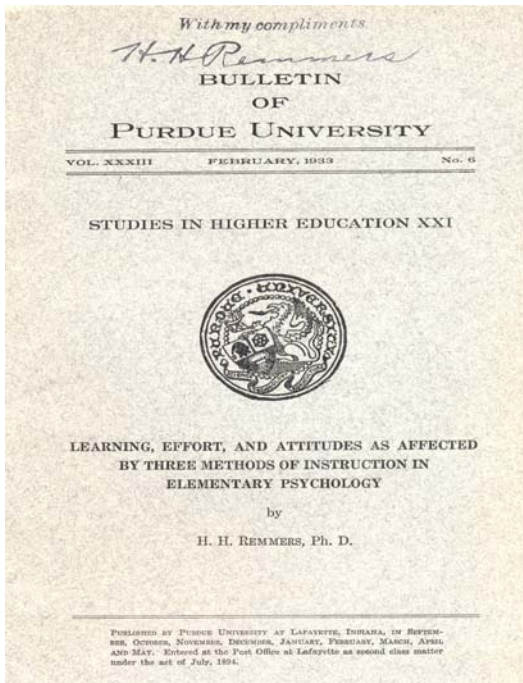 With my compliments
H. H Remmers
BULLETIN
OF
PURDUE UNIVERSITY
VOL. XXXIII FEBRUARY, 1933 No. 6
STUDIES IN HIGHER EDUCATION XXI
PURDUE · UNIVERSITY
LEARNING, EFFORT, AND ATTITUDES AS AFFECTED
BY THREE METHODS OF INSTRUCTION IN
ELEMENTARY PSYCHOLOGY
by
H. H. REMMERS, Ph. D.
PUBLISHED BY PURDUE UNIVERSITY AT LAFAYETTE, INDIANA, IN SEPTEM-
BER, OCTOBER, NOVEMBER, DECEMBER, JANUARY, FEBRUARY, MARCH, APRIL
AND MAY. Entered at the Post Office at Lafayette as second class matter
under the act of July, 1894.